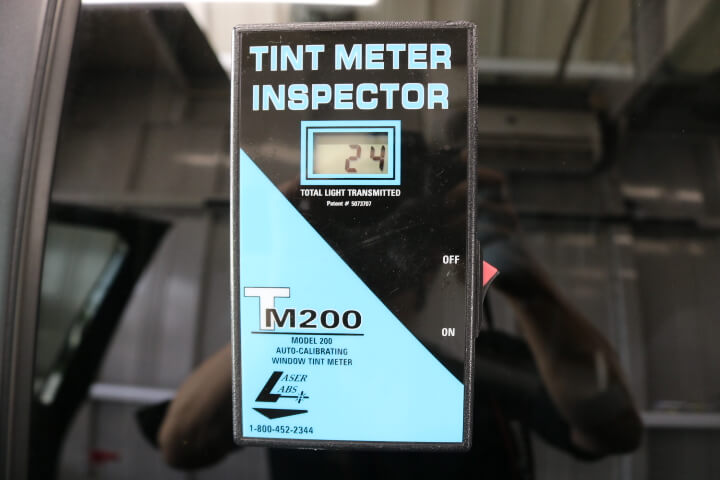 TINT METER
INSPECTOR
24
TOTAL LIGHT TRANSMITTED
Patent # 5073707
OFF
ON
TM200
MODEL 200
AUTO-CALIBRATING
WINDOW TINT METER
LASER
LABS
1-800-452-2344